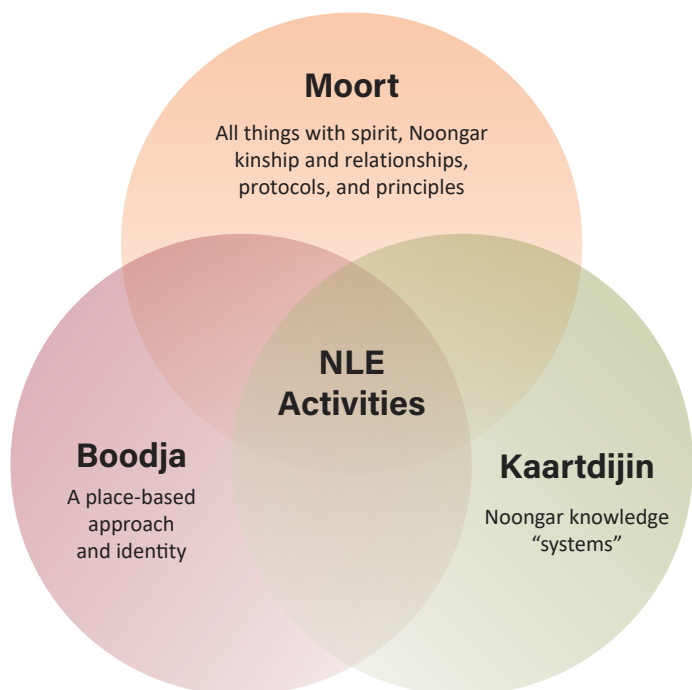 Moort
All things with spirit, Noongar
kinship and relationships,
protocols, and principles
NLE
Activities
Boodja
A place-based
approach
and identity
Kaartdijin
Noongar knowledge
“systems”